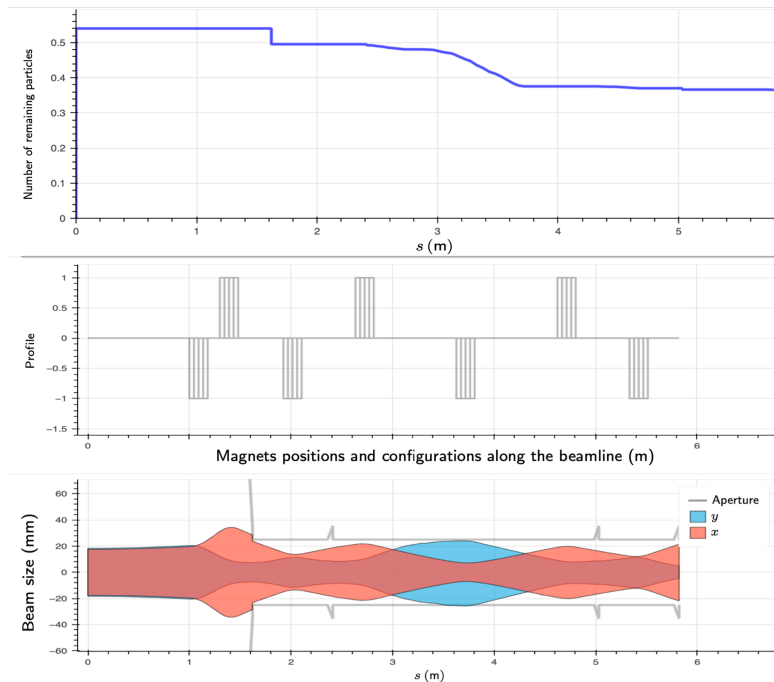 Number of remaining particles
0.5
0.4
0.3
0.2
0.1
0
0 1 2 3 4 5
s (m)
Profile
1
0.5
0
−0.5
−1
−1.5
0 6
Magnets positions and configurations along the beamline (m)
Beam size (mm)
60
40
20
0
−20
−40
−60
Aperture
y
x
0 1 2 3 4 5 6
s (m)